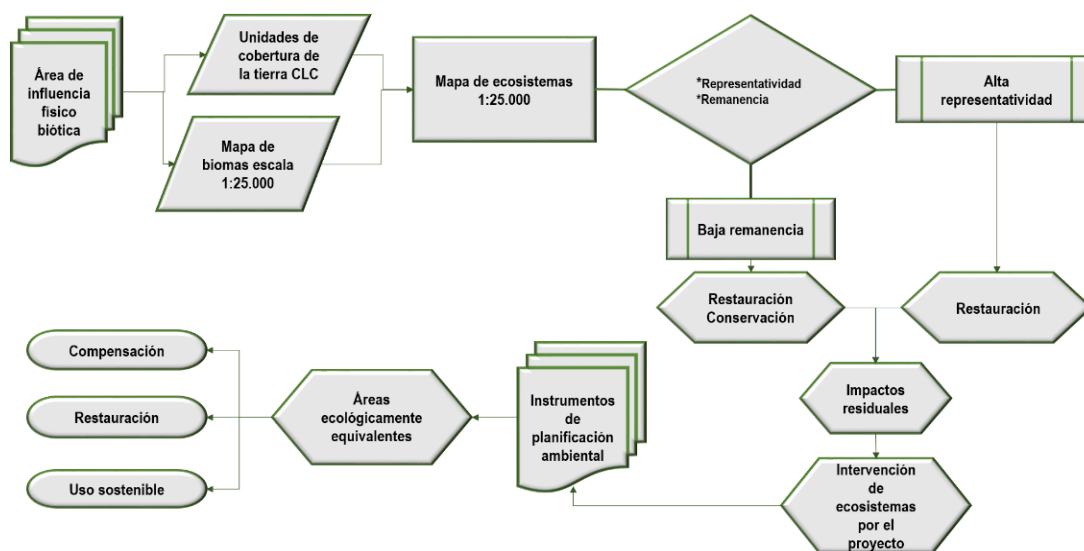 Área de
influencia
fisico
biótica
Unidades de
cobertura de
la tierra CLC
Mapa de
biomas escala
1:25.000
Mapa de ecosistemas
1:25.000
*Representatividad
*Remanencia
Alta
representatividad
Baja remanencia
Restauración
Conservación
Restauración
Impactos
residuales
Intervención
de
ecosistemas
por el
proyecto
Instrumentos
de
planificación
ambiental
Áreas
ecológicamente
equivalentes
Compensación
Restauración
Uso sostenible